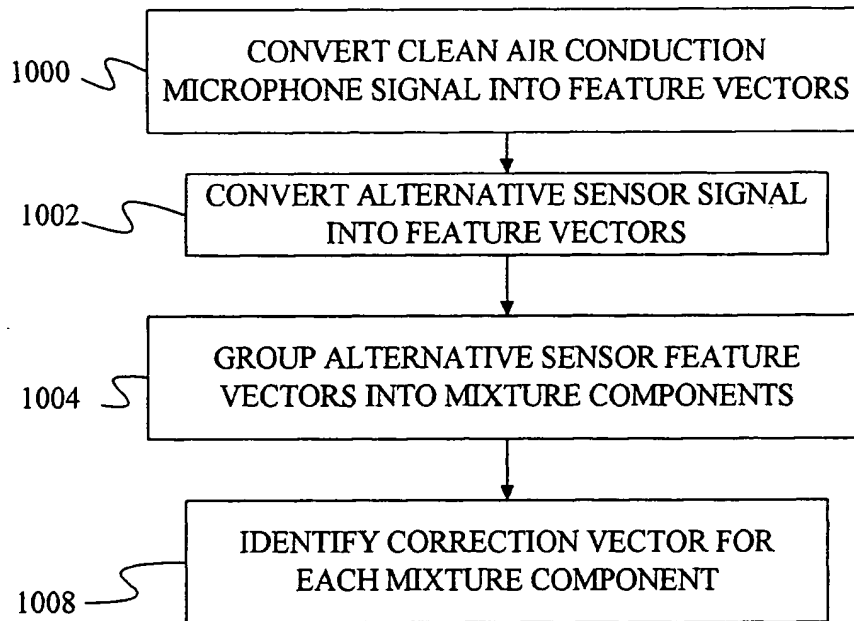 1000
CONVERT CLEAN AIR CONDUCTION
MICROPHONE SIGNAL INTO FEATURE VECTORS
1002
CONVERT ALTERNATIVE SENSOR SIGNAL
INTO FEATURE VECTORS
1004
GROUP ALTERNATIVE SENSOR FEATURE
VECTORS INTO MIXTURE COMPONENTS
1008
IDENTIFY CORRECTION VECTOR FOR
EACH MIXTURE COMPONENT